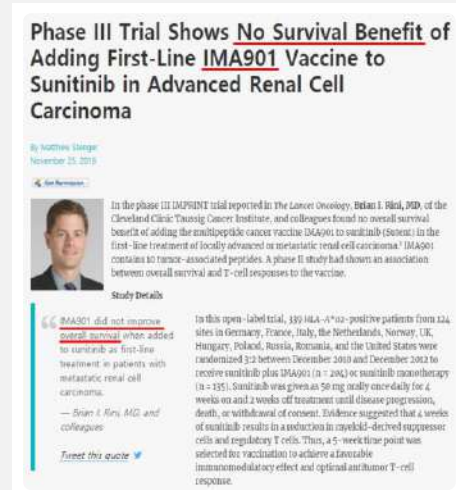 Phase III Trial Shows No Survival Benefit of
Adding First-Line IMA901 Vaccine to
Sunitinib in Advanced Renal Cell
Carcinoma
By Matthew Stenger
November 25, 2016
Get Permission
In the phase III IMPRINT trial reported in The Lancet Oncology, Brian I. Rini, MD, of the
Cleveland Clinic Taussig Cancer Institute, and colleagues found no overall survival
benefit of adding the multipeptide cancer vaccine IMA901 to sunitinib (Sutent) in the
first-line treatment of locally advanced or metastatic renal cell carcinoma.¹ IMA901
contains 10 tumor-associated peptides. A phase II study had shown an association
between overall survival and T-cell responses to the vaccine.
Study Details
IMA901 did not improve
overall survival when added
to sunitinib as first-line
treatment in patients with
metastatic renal cell
carcinoma.
— Brian I. Rini, MD, and
colleagues
Tweet this quote
In this open-label trial, 339 HLA-A*02-positive patients from 124
sites in Germany, France, Italy, the Netherlands, Norway, UK,
Hungary, Poland, Russia, Romania, and the United States were
randomized 3:2 between December 2010 and December 2012 to
receive sunitinib plus IMA901 (n = 204) or sunitinib monotherapy
(n = 135). Sunitinib was given as 50 mg orally once daily for 4
weeks on and 2 weeks off treatment until disease progression,
death, or withdrawal of consent. Evidence suggested that 4 weeks
of sunitinib results in a reduction in myeloid-derived suppressor
cells and regulatory T cells. Thus, a 5-week time point was
selected for vaccination to achieve a favorable
immunomodulatory effect and optimal antitumor T-cell
response.